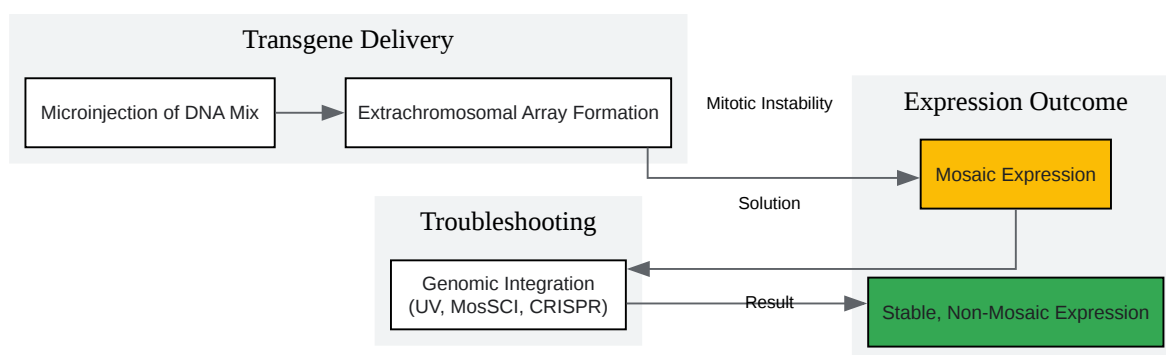 Transgene Delivery
Microinjection of DNA Mix
Extrachromosomal Array Formation
Mitotic Instability
Expression Outcome
Mosaic Expression
Solution
Troubleshooting
Genomic Integration
(UV, MosSCI, CRISPR)
Result
Stable, Non-Mosaic Expression